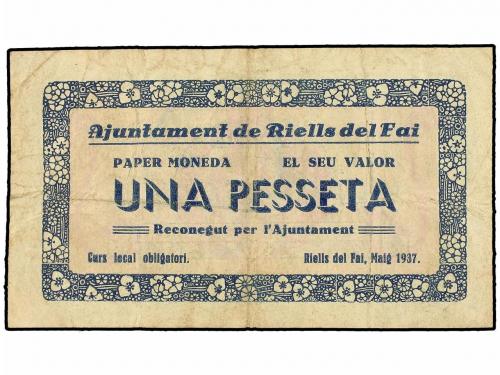 Ajuntament de Riells del Fai
PAPER MONEDA EL SEU VALOR
UNA PESSETA
Reconegut per l'Ajuntament
Curs local obligatori. Riells del Fai, Maig 1937.